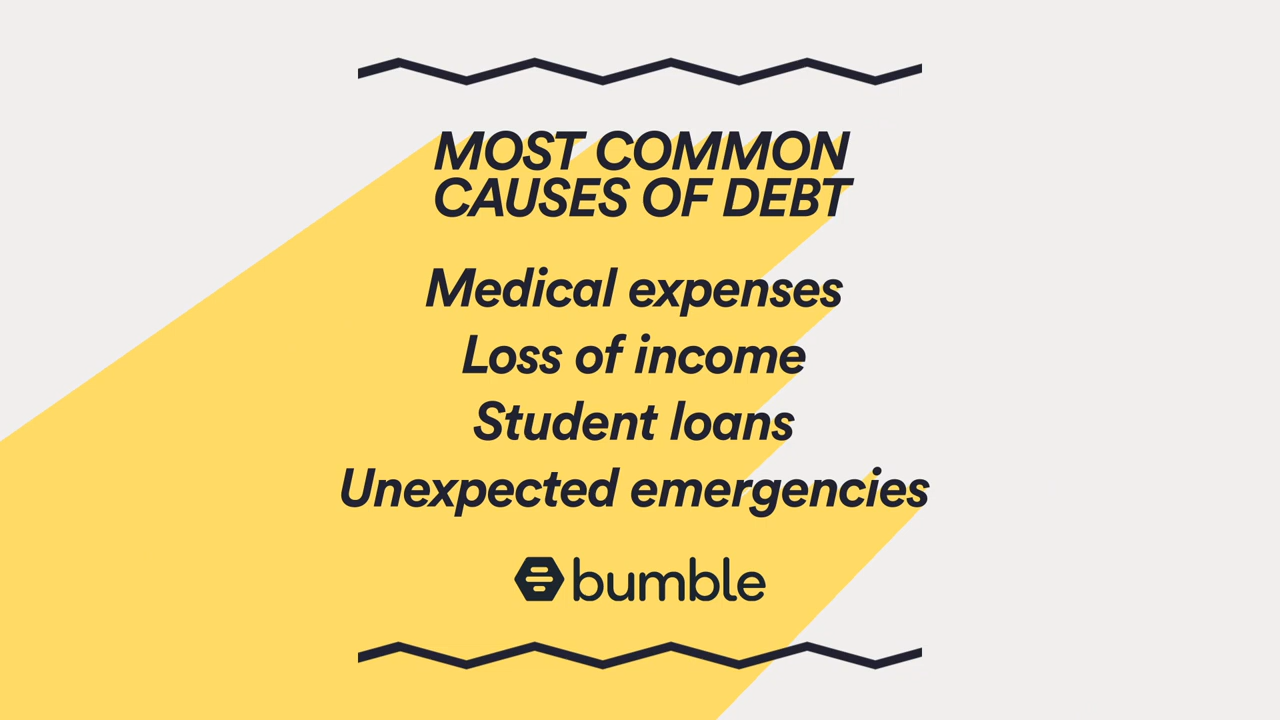 MOST COMMON
CAUSES OF DEBT
Medical expenses
Loss of income
Student loans
Unexpected emergencies
bumble